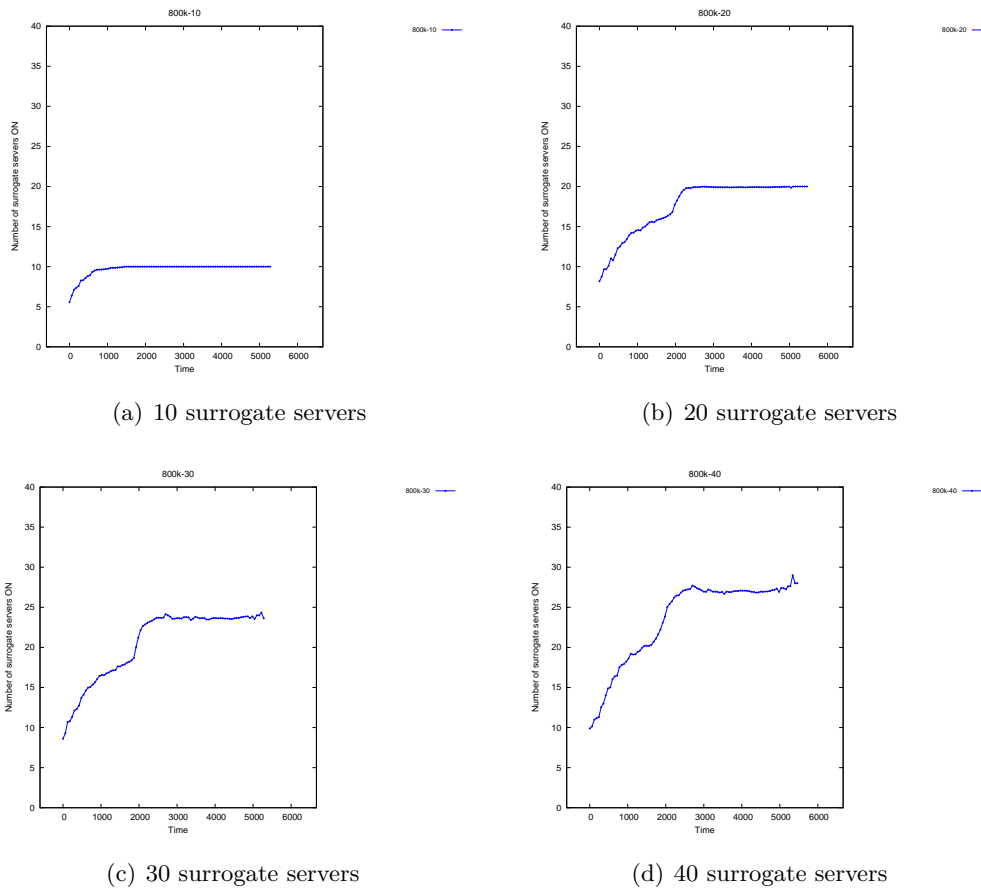 800k-10
800k-10
Number of surrogate servers ON
40
35
30
25
20
15
10
5
0
0 1000 2000 3000 4000 5000 6000
Time
(a) 10 surrogate servers
800k-20
800k-20
Number of surrogate servers ON
40
35
30
25
20
15
10
5
0
0 1000 2000 3000 4000 5000 6000
Time
(b) 20 surrogate servers
800k-30
800k-30
Number of surrogate servers ON
40
35
30
25
20
15
10
5
0
0 1000 2000 3000 4000 5000 6000
Time
(c) 30 surrogate servers
800k-40
800k-40
Number of surrogate servers ON
40
35
30
25
20
15
10
5
0
0 1000 2000 3000 4000 5000 6000
Time
(d) 40 surrogate servers